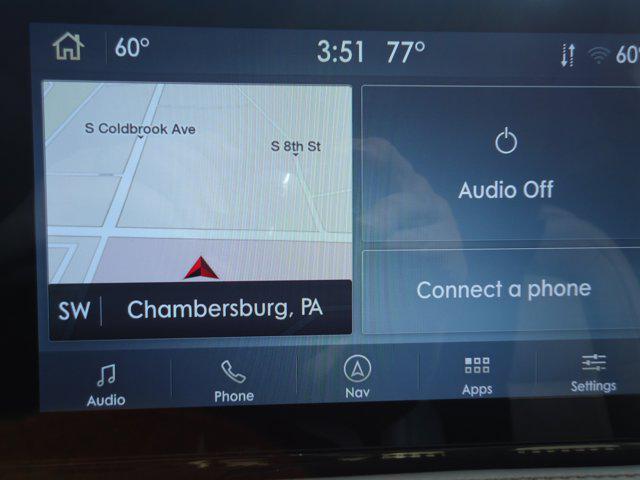 60° 3:51 77° 60°
S Coldbrook Ave
S 8th St
Audio Off
SW Chambersburg, PA
Connect a phone
Audio Phone Nav Apps Settings